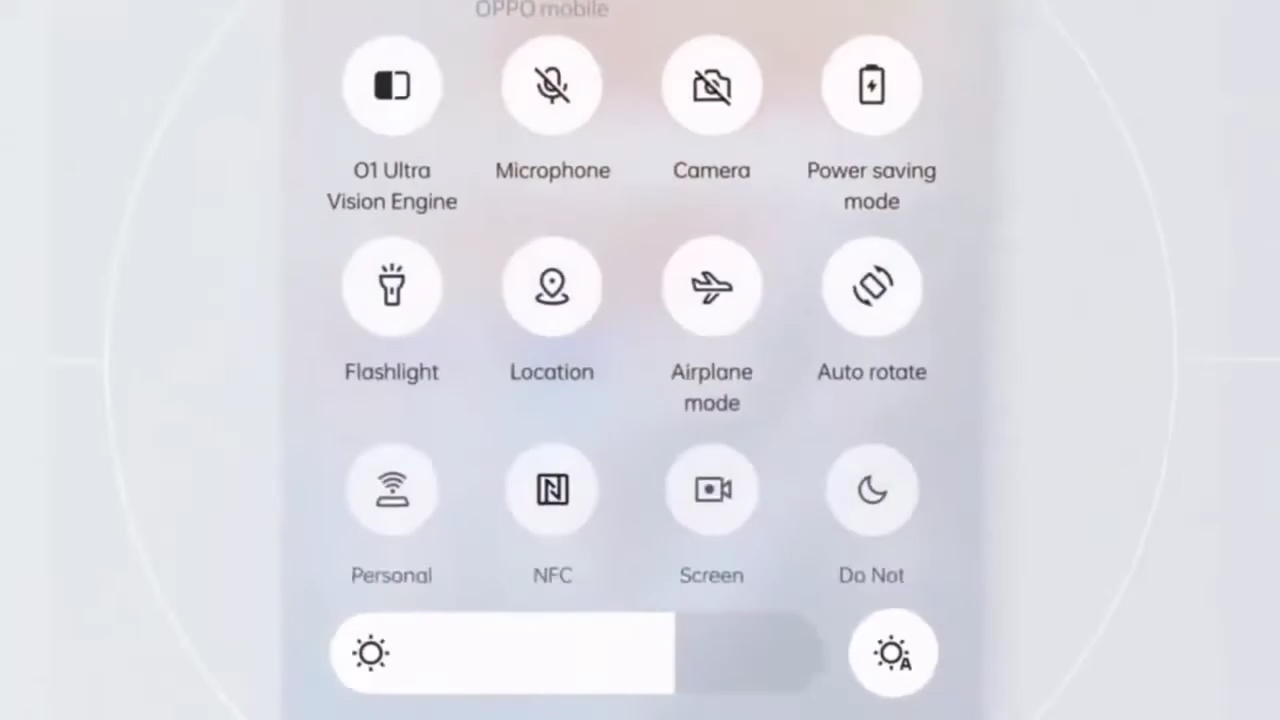 OPPO mobile
O1 Ultra Microphone Camera Power saving
Vision Engine mode
Flashlight Location Airplane Auto rotate
mode
Personal NFC Screen Do Not
A